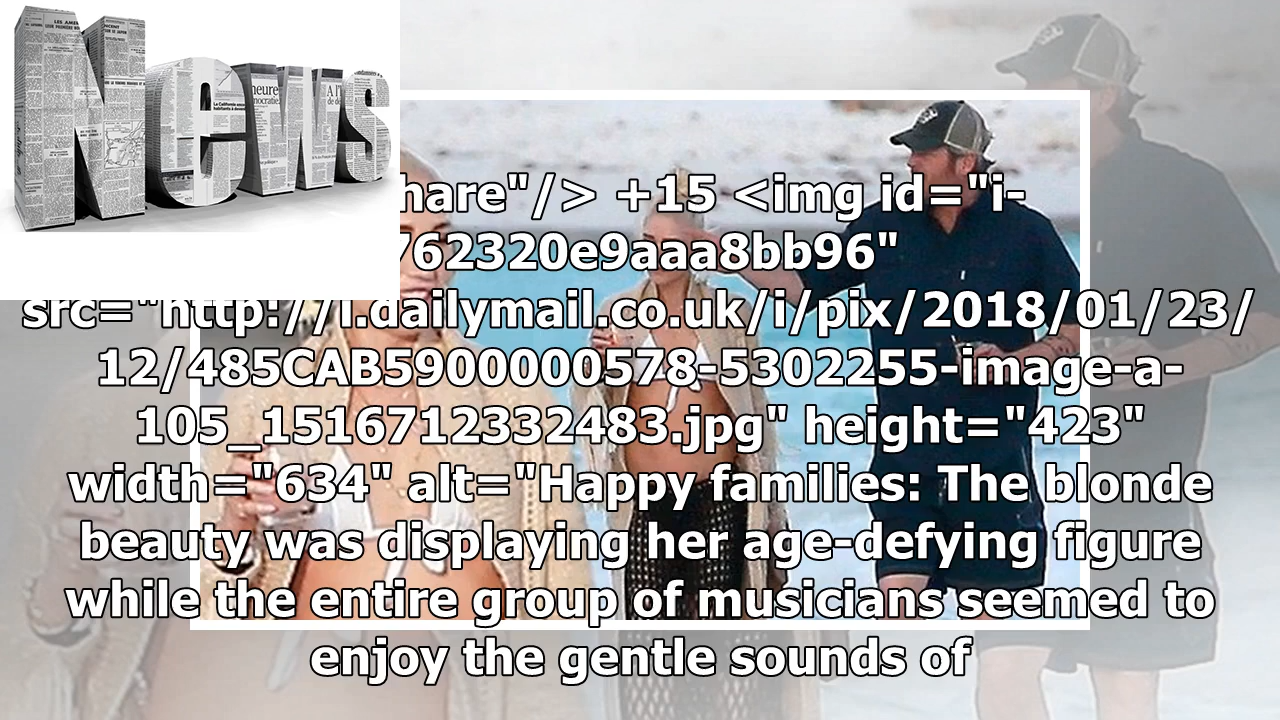 News
hare"/> +15 <img id="i-
762320e9aaa8bb96"
src="http://i.dailymail.co.uk/i/pix/2018/01/23/
12/485CAB5900000578-5302255-image-a-
105_1516712332483.jpg" height="423"
width="634" alt="Happy families: The blonde
beauty was displaying her age-defying figure
while the entire group of musicians seemed to
enjoy the gentle sounds of